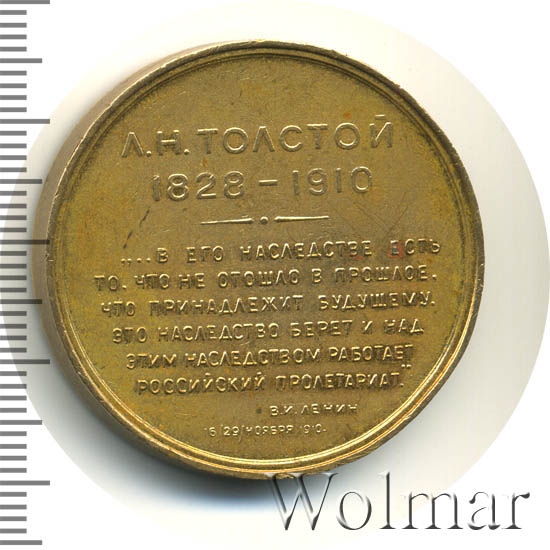 Л.Н. ТОЛСТОЙ
1828 – 1910
"... В ЕГО НАСЛЕДСТВЕ ЕСТЬ
ТО, ЧТО НЕ ОТОШЛО В ПРОШЛОЕ,
ЧТО ПРИНАДЛЕЖИТ БУДУЩЕМУ.
ЭТО НАСЛЕДСТВО БЕРЕТ И НАД
ЭТИМ НАСЛЕДСТВОМ РАБОТАЕТ
РОССИЙСКИЙ ПРОЛЕТАРИАТ."
В.И. ЛЕНИН
16/29/НОЯБРЯ 1910.
Wolmar